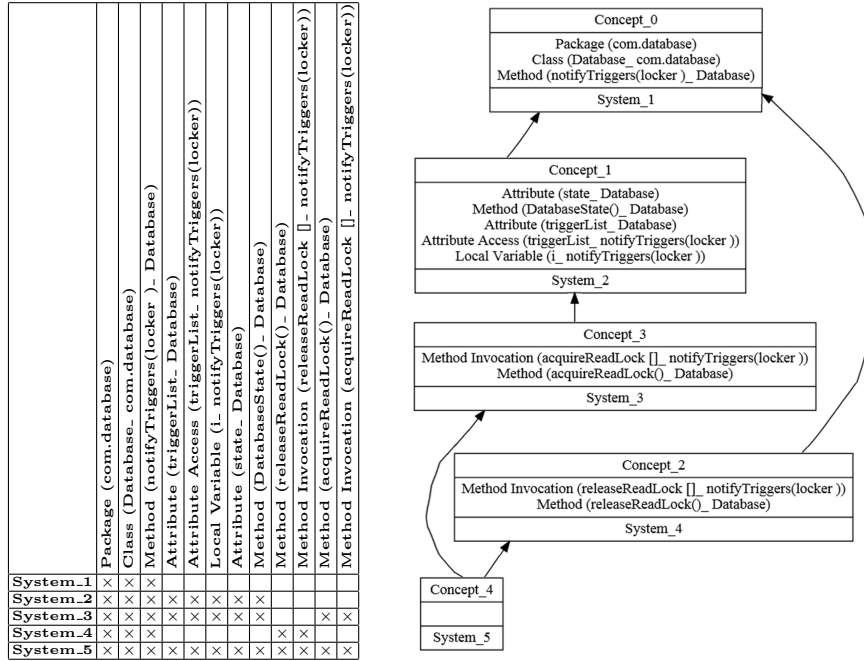 Package (com.database)
Class (Database_ com.database)
Method (notifyTriggers(locker )_ Database)
Attribute (triggerList_ Database)
Attribute Access (triggerList_ notifyTriggers(locker))
Local Variable (i_ notifyTriggers(locker))
Attribute (state_ Database)
Method (DatabaseState()_ Database)
Method (releaseReadLock()_ Database)
Method Invocation (releaseReadLock []_ notifyTriggers(locker))
Method (acquireReadLock()_ Database)
Method Invocation (acquireReadLock []_ notifyTriggers(locker))
System_1 × × ×
System_2 × × × × × × × ×
System_3 × × × × × × × × × ×
System_4 × × × × ×
System_5 × × × × × × × × × × × ×
Concept_0
Package (com.database)
Class (Database_ com.database)
Method (notifyTriggers(locker )_ Database)
System_1
Concept_1
Attribute (state_ Database)
Method (DatabaseState()_ Database)
Attribute (triggerList_ Database)
Attribute Access (triggerList_ notifyTriggers(locker ))
Local Variable (i_ notifyTriggers(locker ))
System_2
Concept_3
Method Invocation (acquireReadLock []_ notifyTriggers(locker ))
Method (acquireReadLock()_ Database)
System_3
Concept_2
Method Invocation (releaseReadLock []_ notifyTriggers(locker ))
Method (releaseReadLock()_ Database)
System_4
Concept_4
System_5